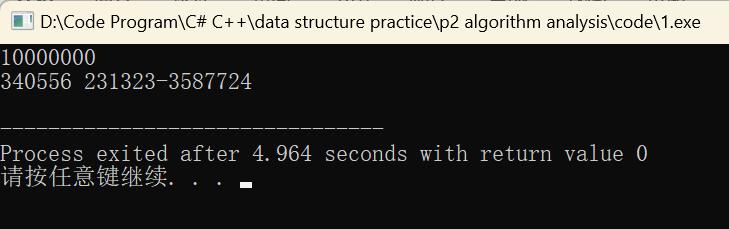 D:\Code Program\C# C++\data structure practice\p2 algorithm analysis\code\1.exe
10000000
340556 231323-3587724
--------------------------------
Process exited after 4.964 seconds with return value 0
请按任意键继续. . .